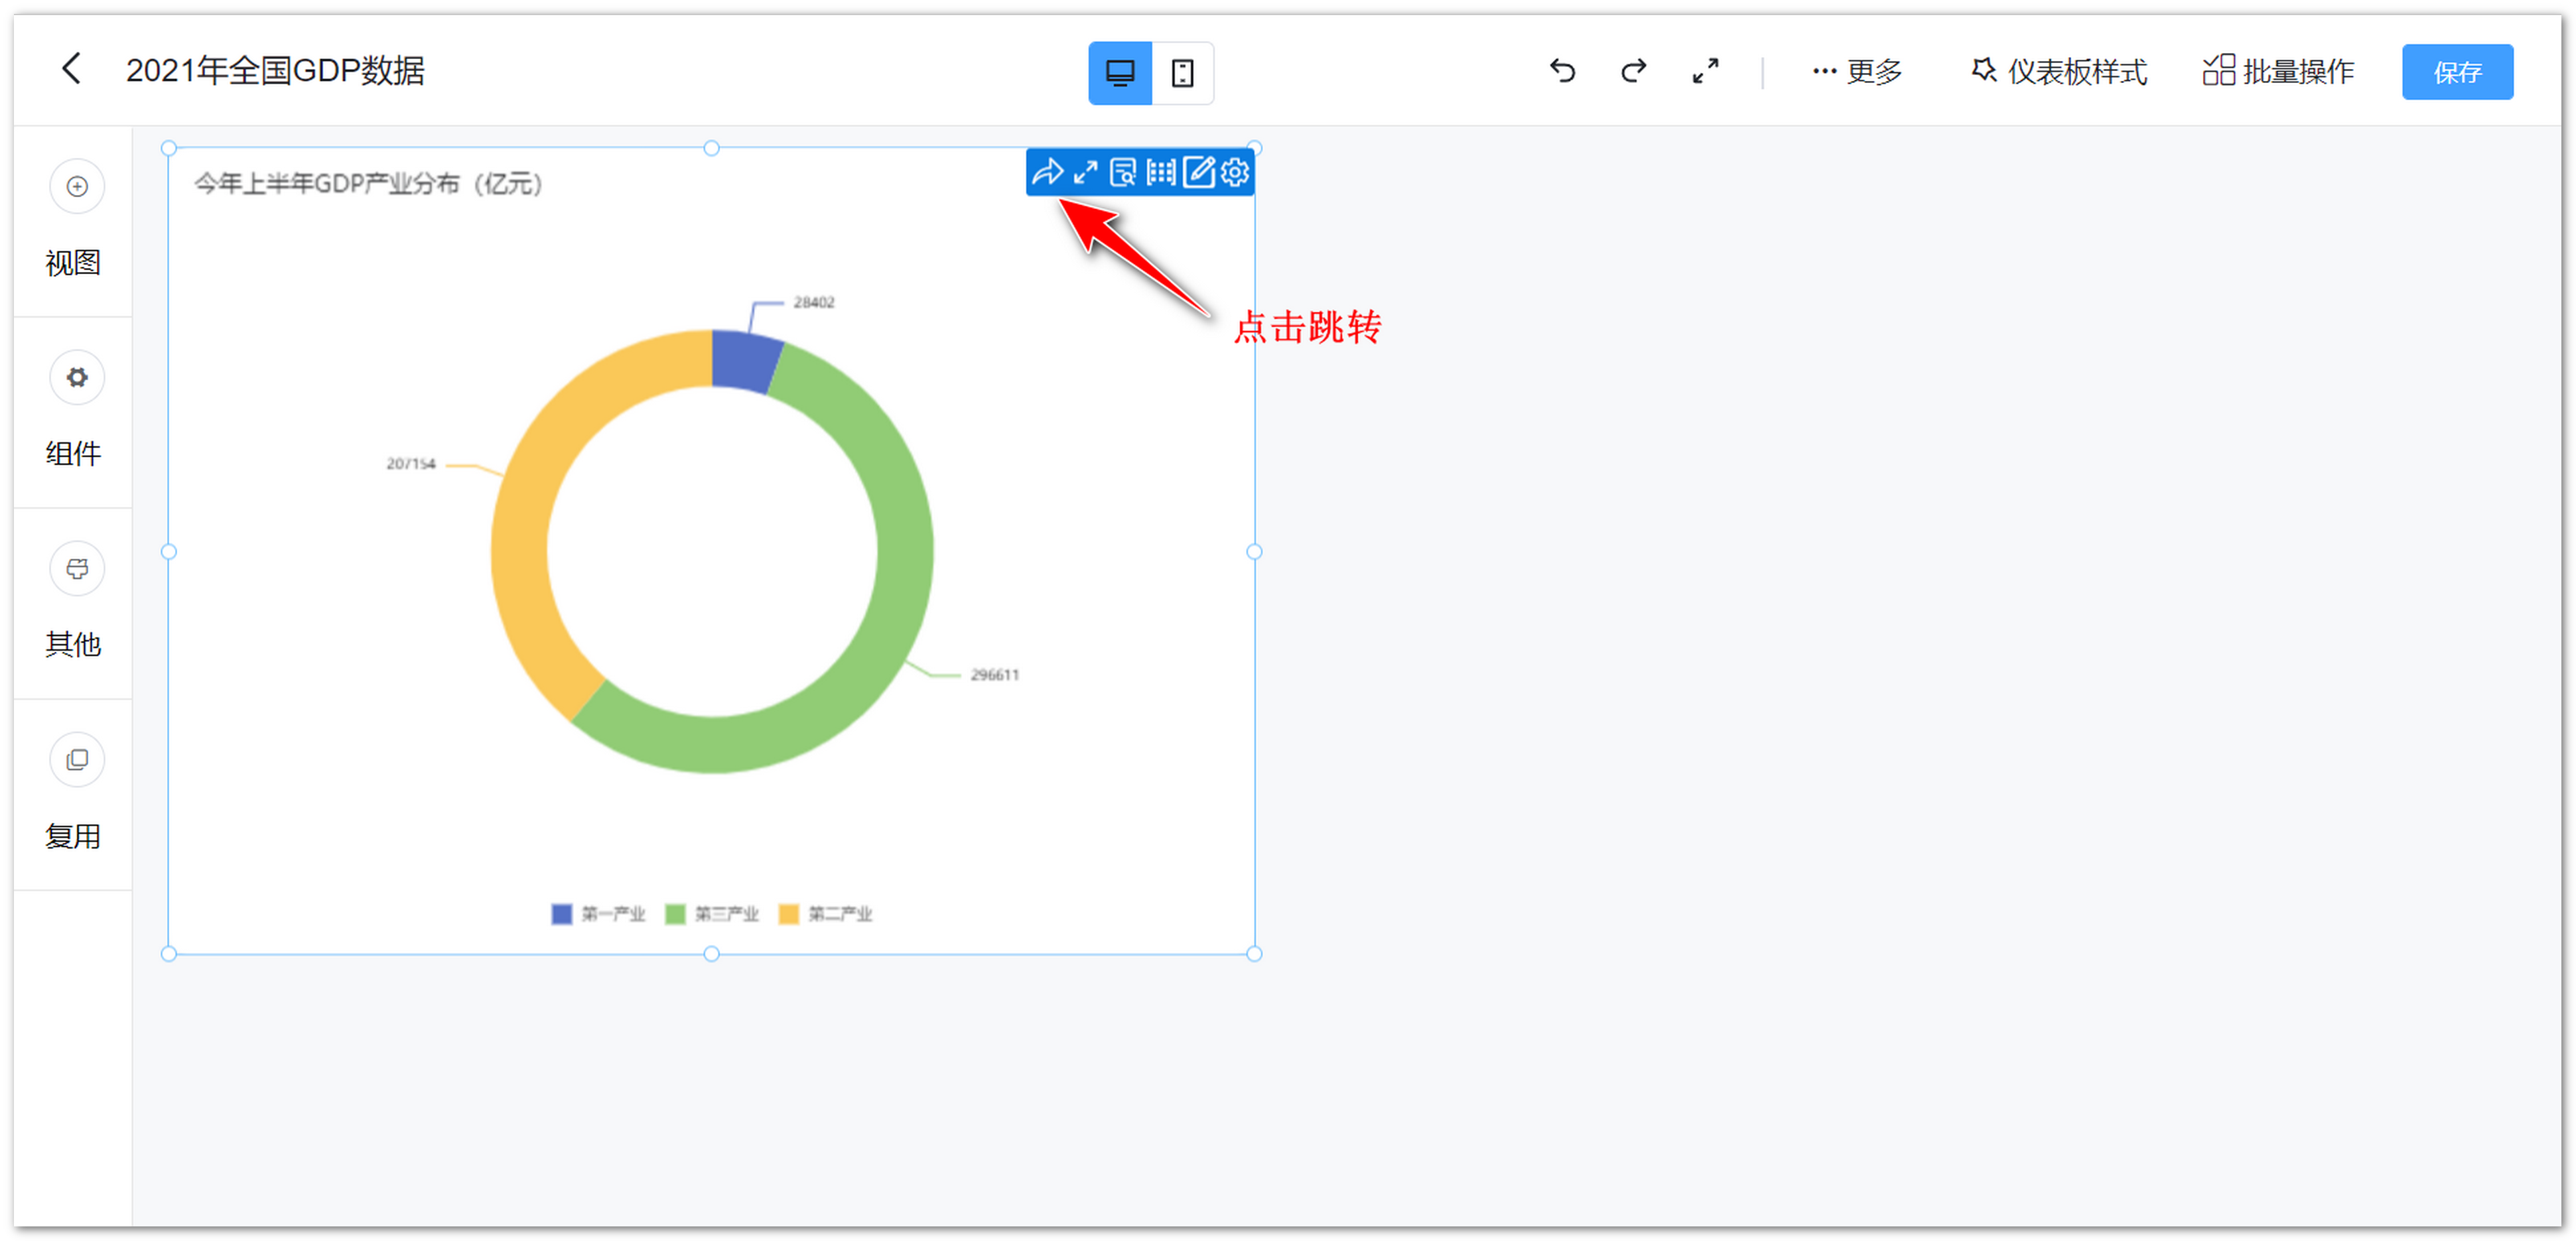 2021年全国GDP数据
更多
仪表板样式
批量操作
保存
视图
组件
其他
复用
今年上半年GDP产业分布（亿元）
点击跳转
28402
207154
296611
第一产业 第三产业 第二产业